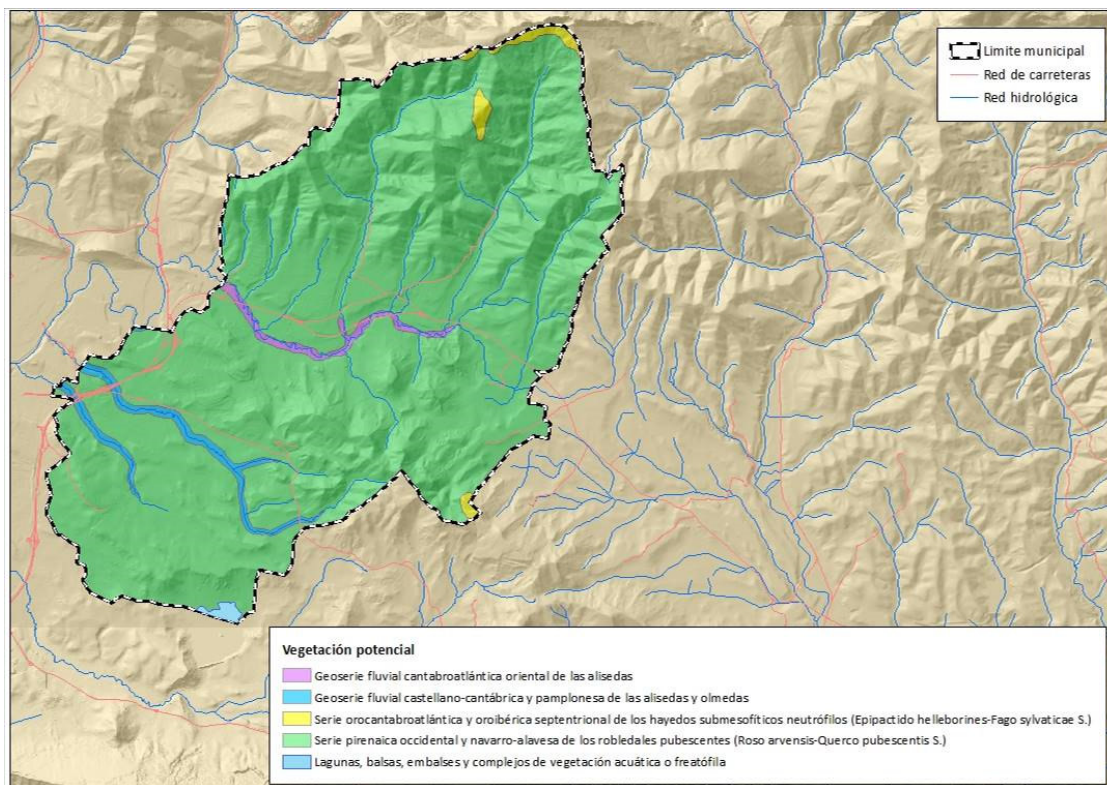 Limite municipal
Red de carreteras
Red hidrológica
Vegetación potencial
Geoserie fluvial cantabroatlántica oriental de las alisedas
Geoserie fluvial castellano-cantábrica y pamplonesa de las alisedas y olmedas
Serie orocantabroatlántica y oroibérica septentrional de los hayedos submesofíticos neutrófilos (Epipactido helleborines-Fago sylvaticae S.)
Serie pirenaica occidental y navarro-alavesa de los robledales pubescentes (Roso arvensis-Querco pubescentis S.)
Lagunas, balsas, embalses y complejos de vegetación acuática o freatófila